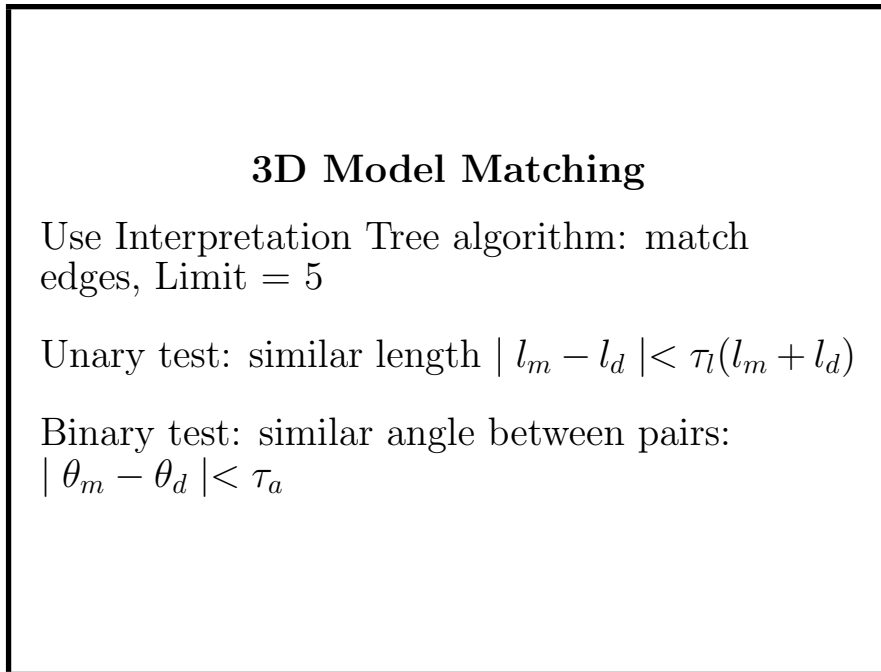 3D Model Matching
Use Interpretation Tree algorithm: match
edges, Limit = 5
Unary test: similar length | l_m − l_d |< τ_l(l_m + l_d)
Binary test: similar angle between pairs:
| θ_m − θ_d |< τ_a